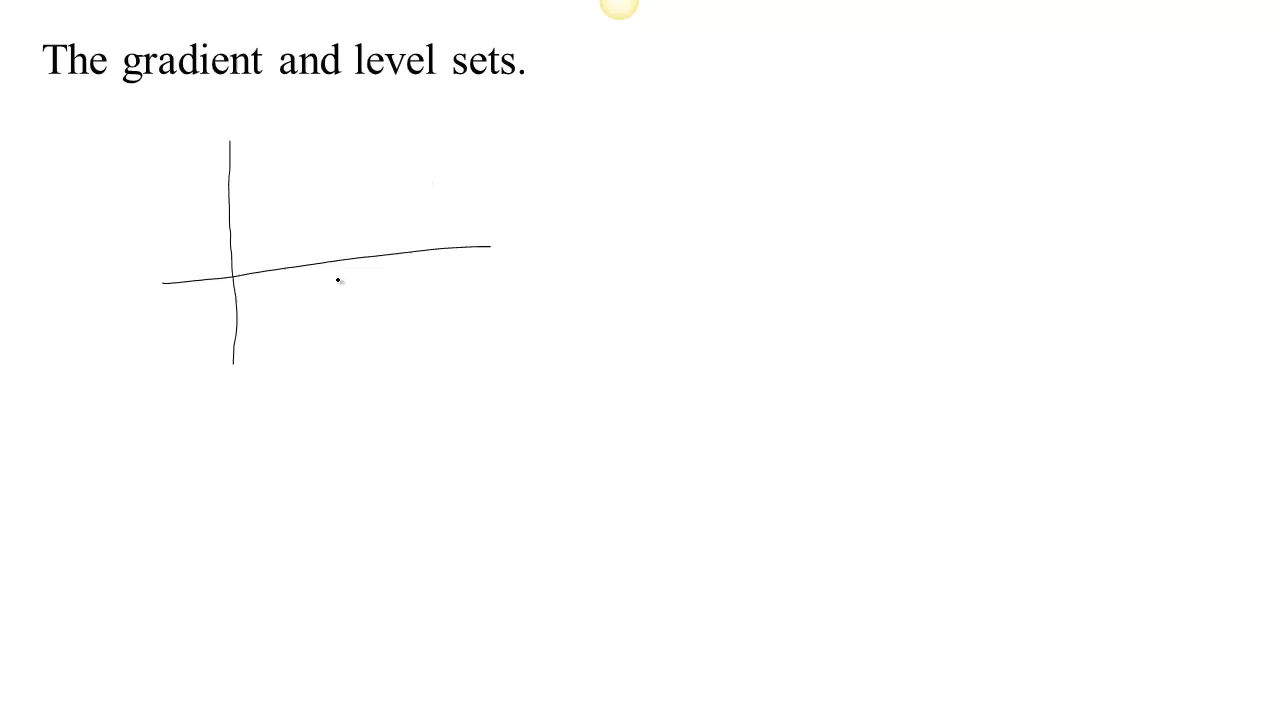 The gradient and level sets.